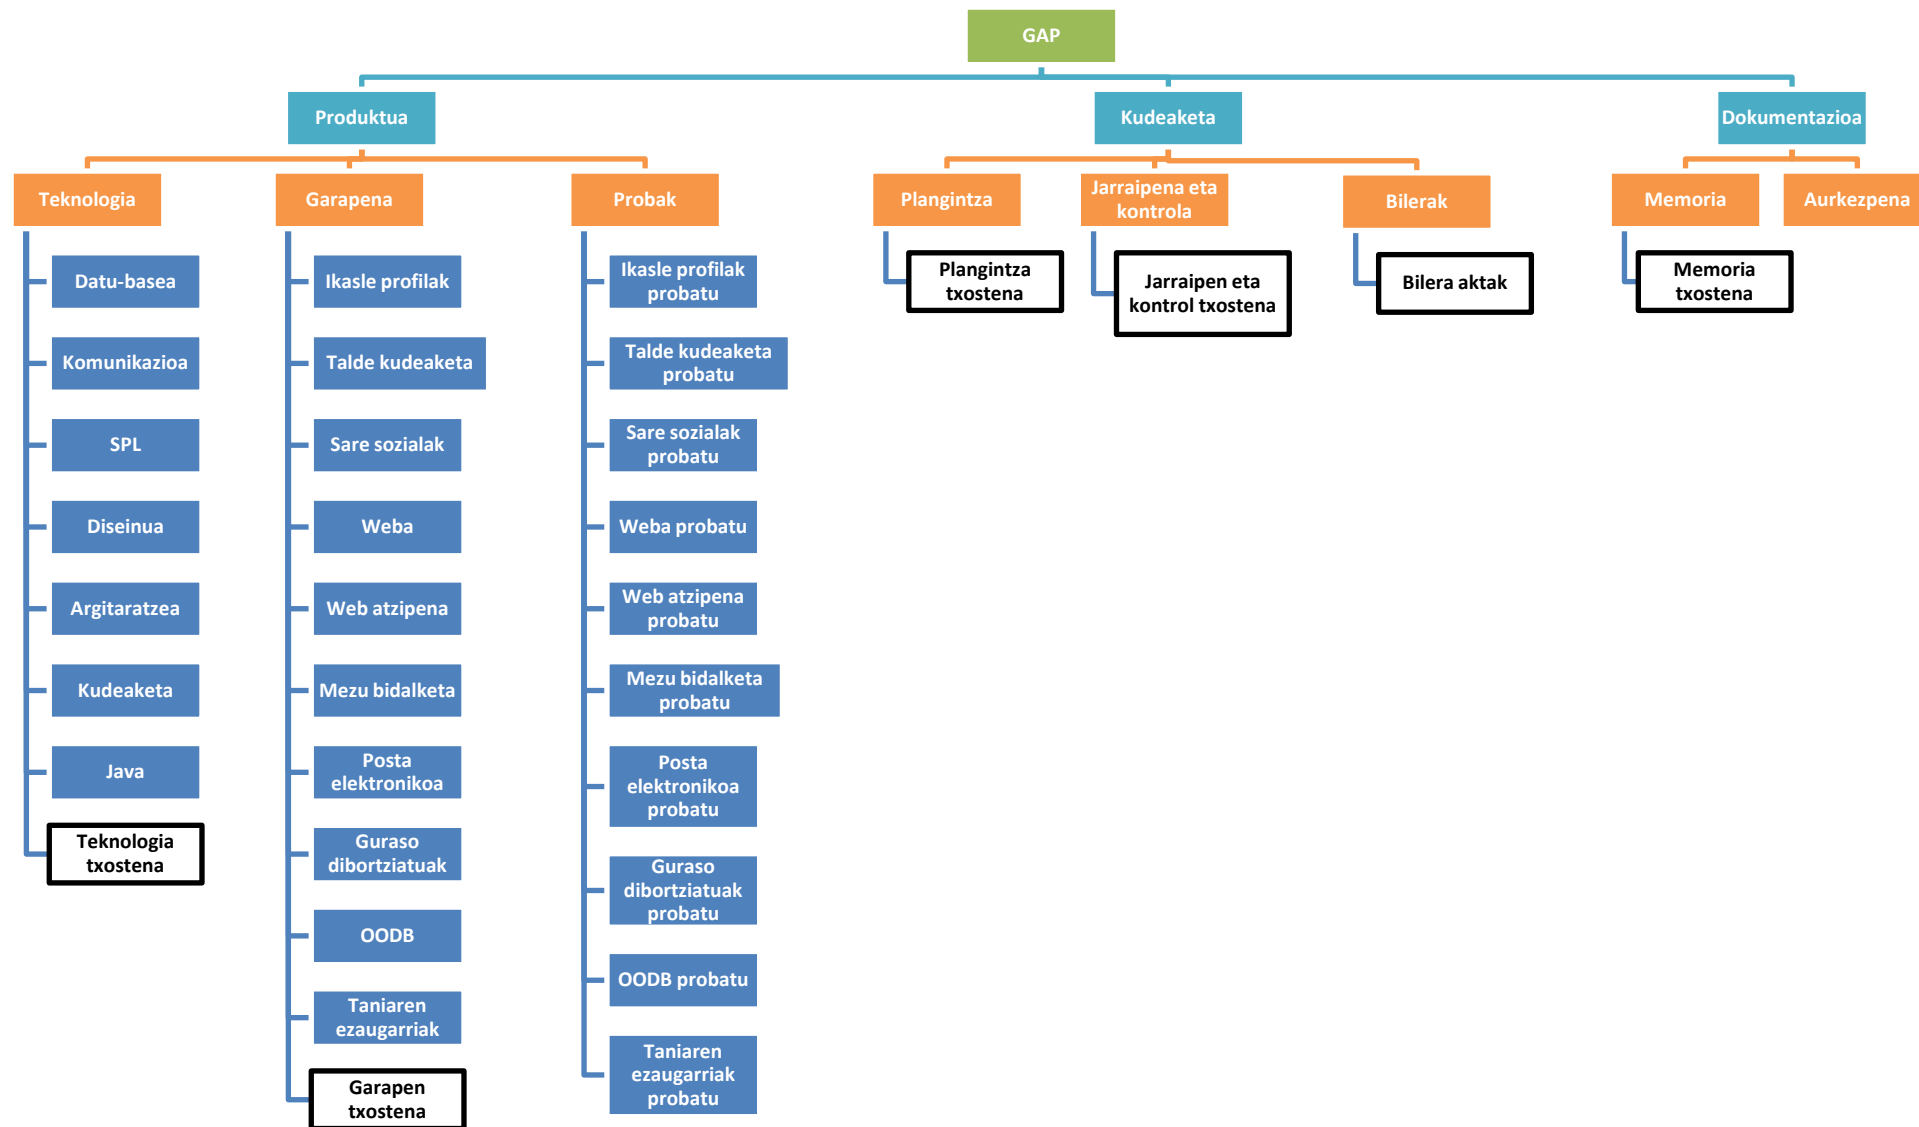 GAP
Produktua
Kudeaketa
Dokumentazioa
Teknologia
Garapena
Probak
Plangintza
Jarraipena eta
kontrola
Bilerak
Memoria
Aurkezpena
Datu-basea
Komunikazioa
SPL
Diseinua
Argitaratzea
Kudeaketa
Java
Teknologia
txostena
Ikasle profilak
Talde kudeaketa
Sare sozialak
Weba
Web atzipena
Mezu bidalketa
Posta
elektronikoa
Guraso
dibortziatuak
OODB
Taniaren
ezaugarriak
Garapen
txostena
Ikasle profilak
probatu
Talde kudeaketa
probatu
Sare sozialak
probatu
Weba probatu
Web atzipena
probatu
Mezu bidalketa
probatu
Posta
elektronikoa
probatu
Guraso
dibortziatuak
probatu
OODB probatu
Taniaren
ezaugarriak
probatu
Plangintza
txostena
Jarraipen eta
kontrol txostena
Bilera aktak
Memoria
txostena